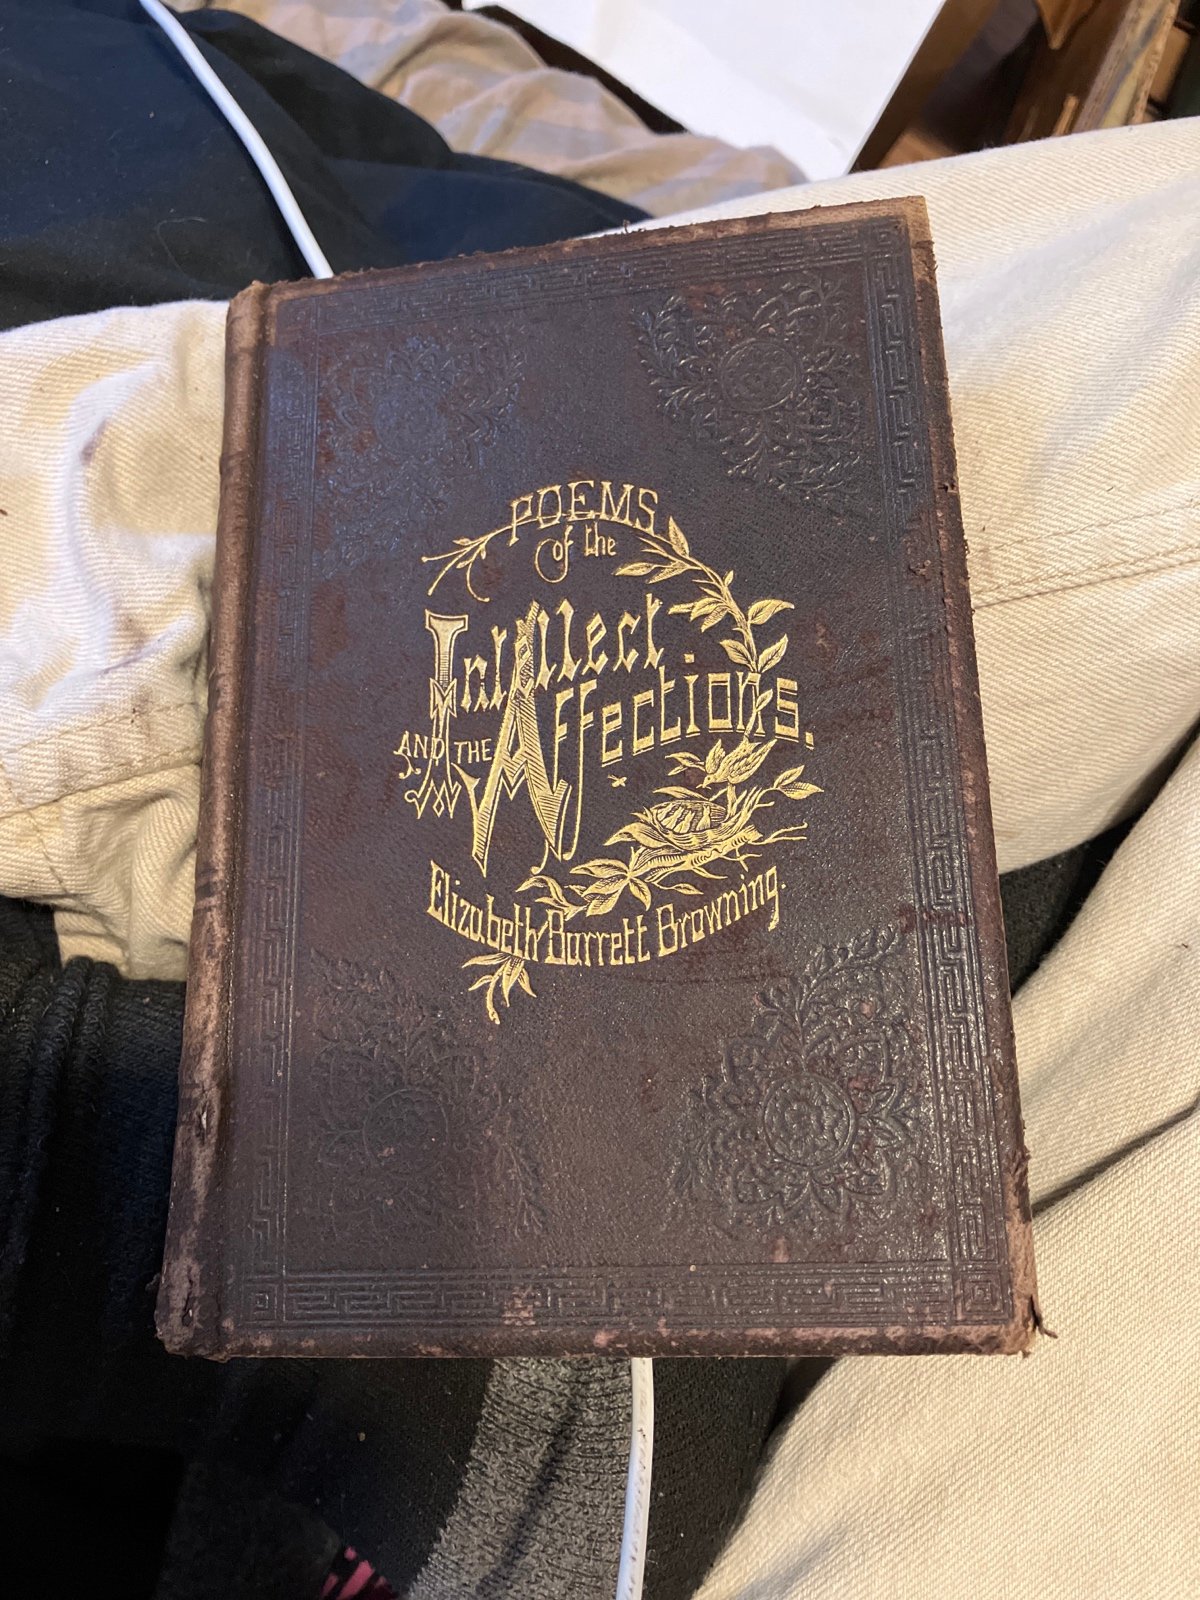 POEMS
of the
Intellect
AND THE Affections.
Elizabeth Barrett Browning.